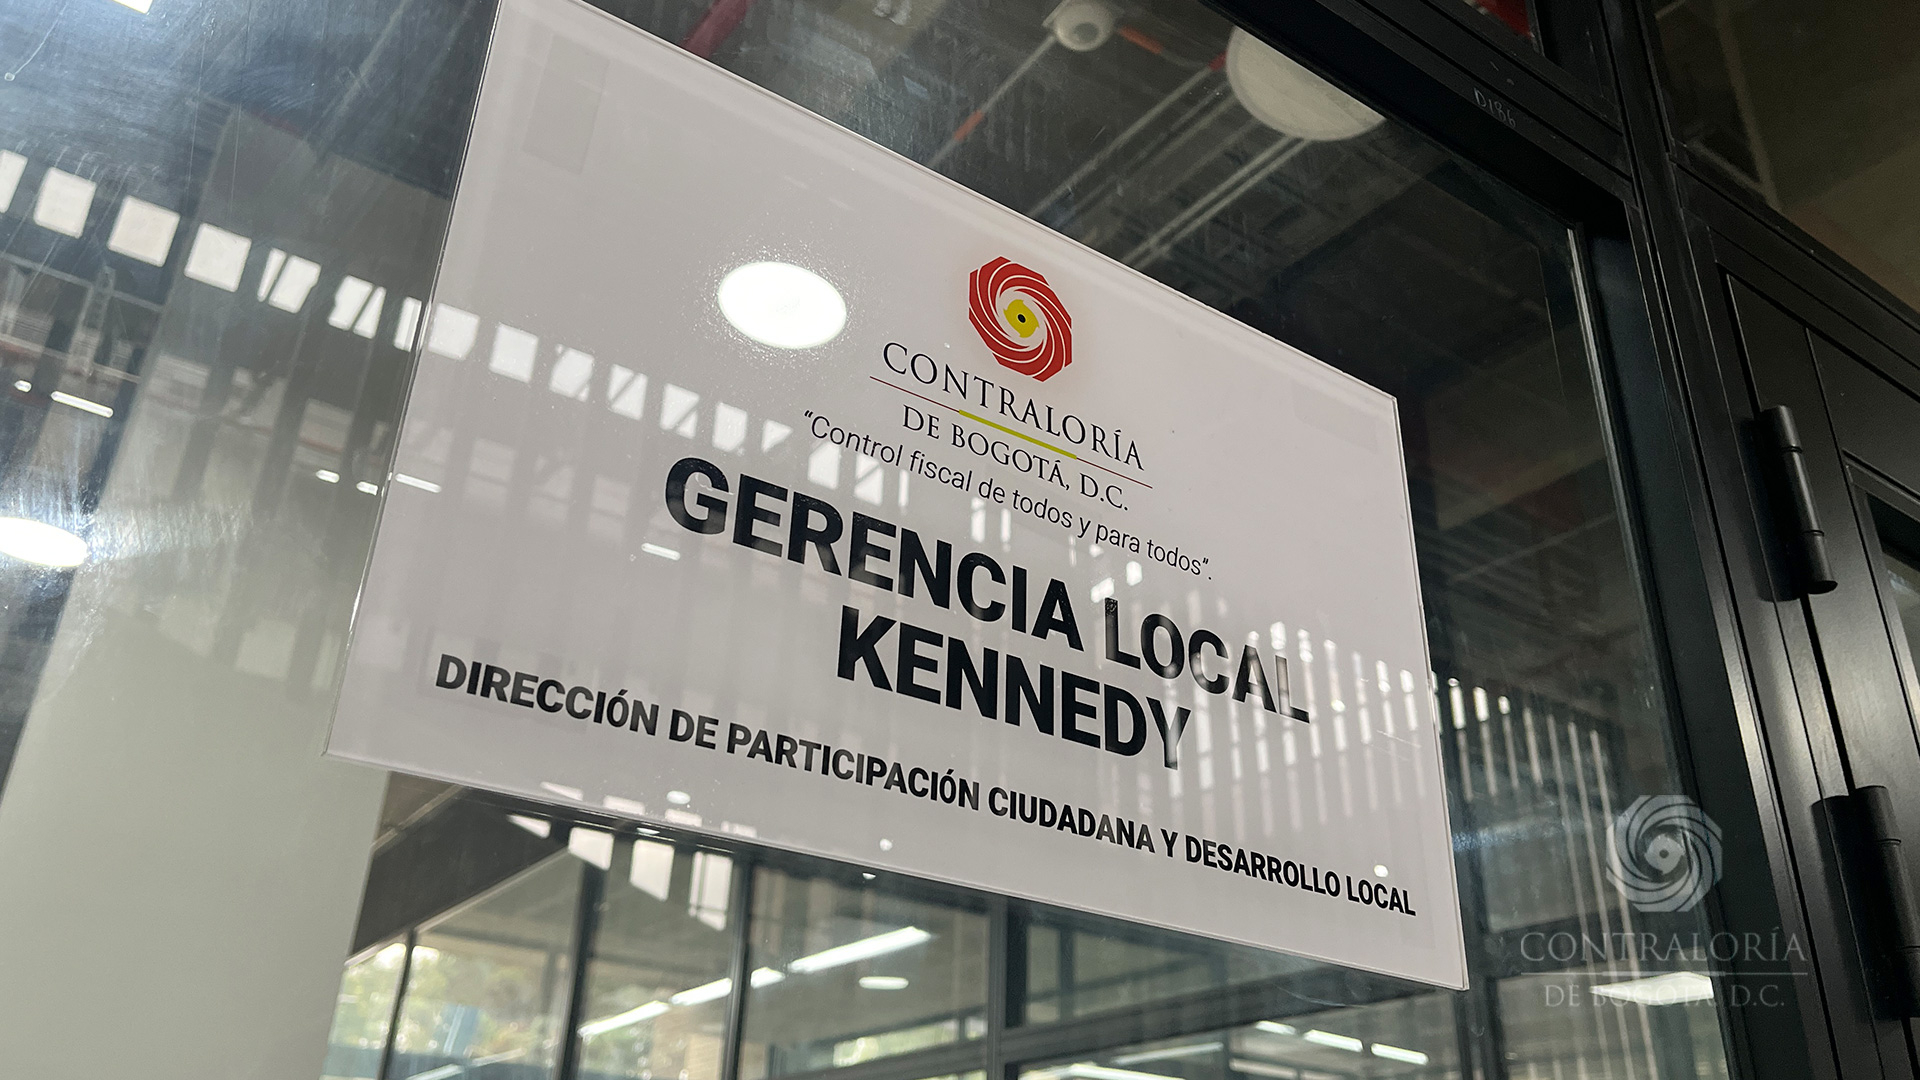 D186
CONTRALORÍA
DE BOGOTÁ, D.C.
“Control fiscal de todos y para todos”.
GERENCIA LOCAL
KENNEDY
DIRECCIÓN DE PARTICIPACIÓN CIUDADANA Y DESARROLLO LOCAL
CONTRALORÍA
DE BOGOTÁ, D.C.